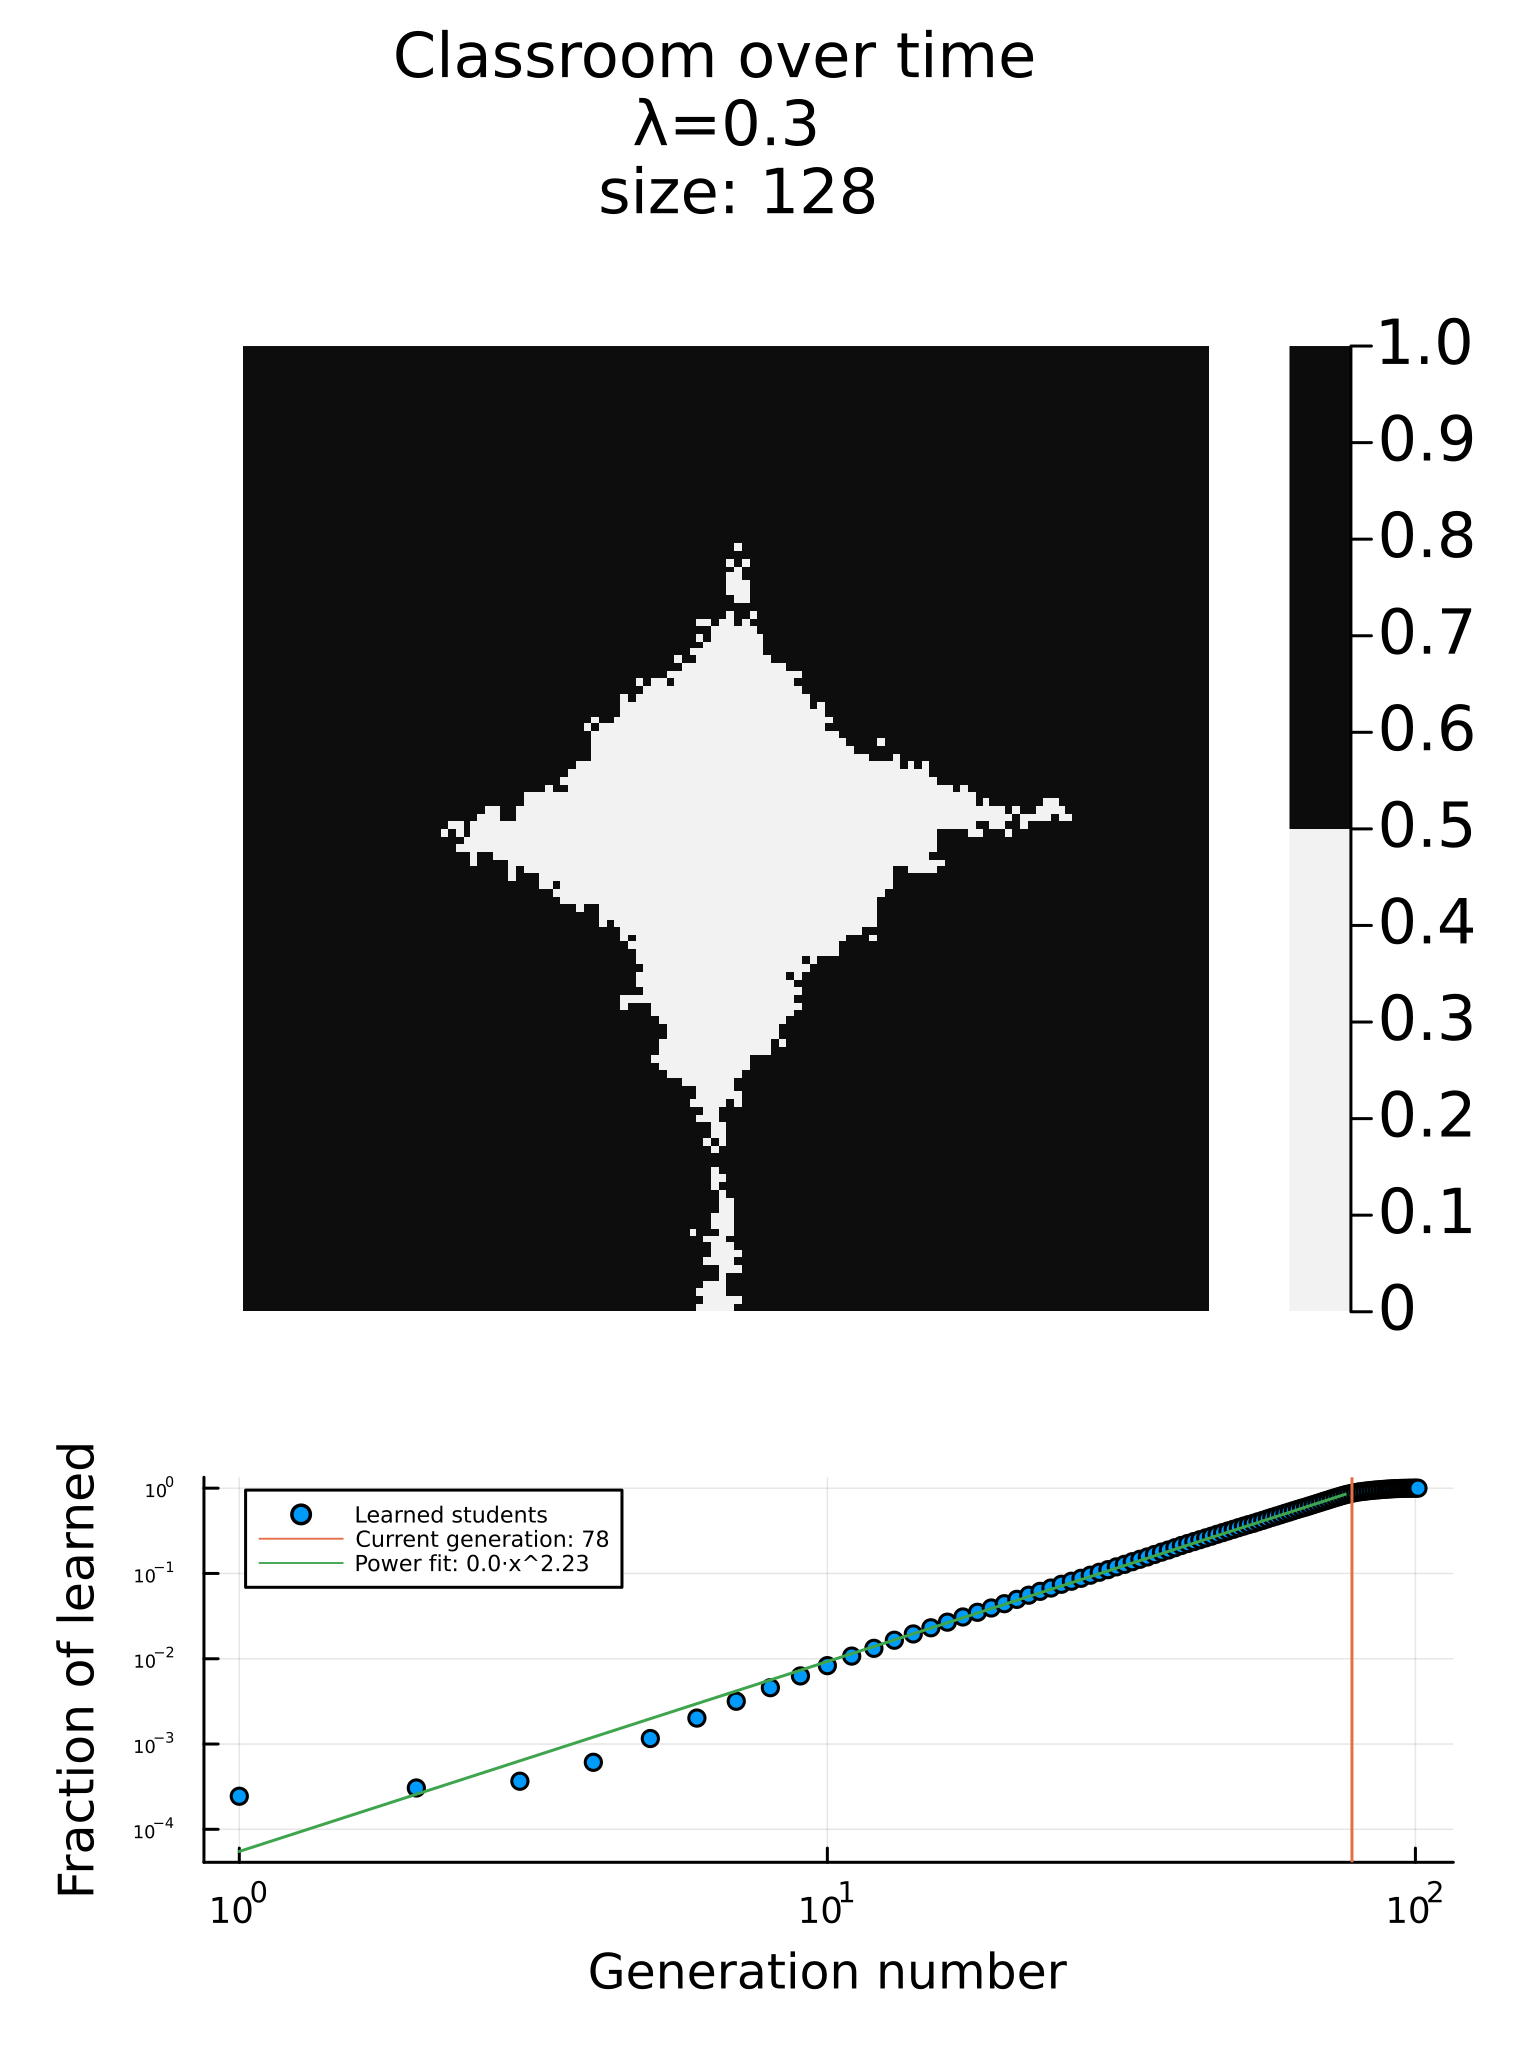 Classroom over time
λ=0.3
size: 128
1.0
0.9
0.8
0.7
0.6
0.5
0.4
0.3
0.2
0.1
0
Fraction of learned
10^0
10^−1
10^−2
10^−3
10^−4
Learned students
Current generation: 78
Power fit: 0.0·x^2.23
10^0 10^1 10^2
Generation number